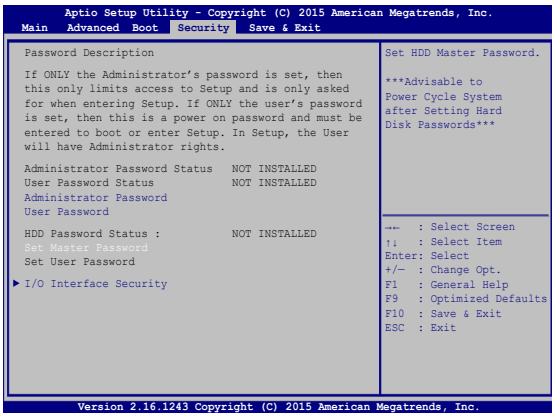 Aptio Setup Utility - Copyright (C) 2015 American Megatrends, Inc.
Main Advanced Boot Security Save & Exit
Password Description
If ONLY the Administrator's password is set, then
this only limits access to Setup and is only asked
for when entering Setup. If ONLY the user's password
is set, then this is a power on password and must be
entered to boot or enter Setup. In Setup, the User
will have Administrator rights.
Administrator Password Status NOT INSTALLED
User Password Status NOT INSTALLED
Administrator Password
User Password
HDD Password Status : NOT INSTALLED
Set Master Password
Set User Password
▶ I/O Interface Security
Set HDD Master Password.
***Advisable to
Power Cycle System
after Setting Hard
Disk Passwords***
→← : Select Screen
↑↓ : Select Item
Enter: Select
+/— : Change Opt.
F1 : General Help
F9 : Optimized Defaults
F10 : Save & Exit
ESC : Exit
Version 2.16.1243 Copyright (C) 2015 American Megatrends, Inc.